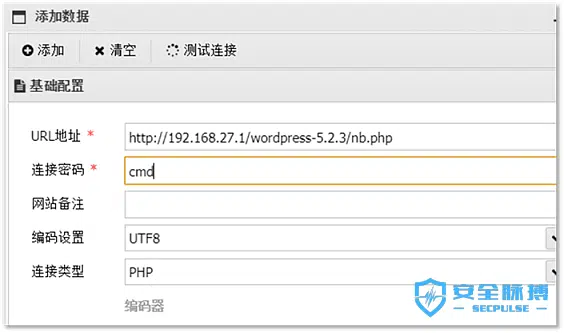 添加数据
添加 清空 测试连接
基础配置
URL地址 * http://192.168.27.1/wordpress-5.2.3/nb.php
连接密码 * cmd
网站备注
编码设置 UTF8
连接类型 PHP
编码器
安全脉搏
SECPULSE